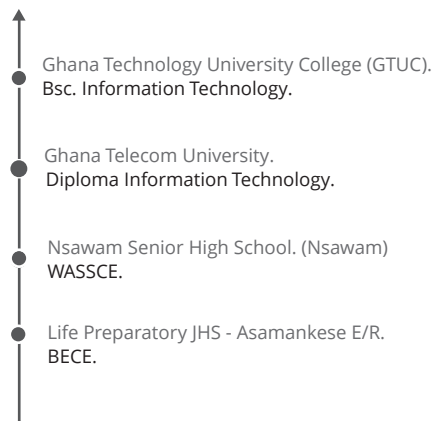 Ghana Technology University College (GTUC).
Bsc. Information Technology.
Ghana Telecom University.
Diploma Information Technology.
Nsawam Senior High School. (Nsawam)
WASSCE.
Life Preparatory JHS - Asamankese E/R.
BECE.